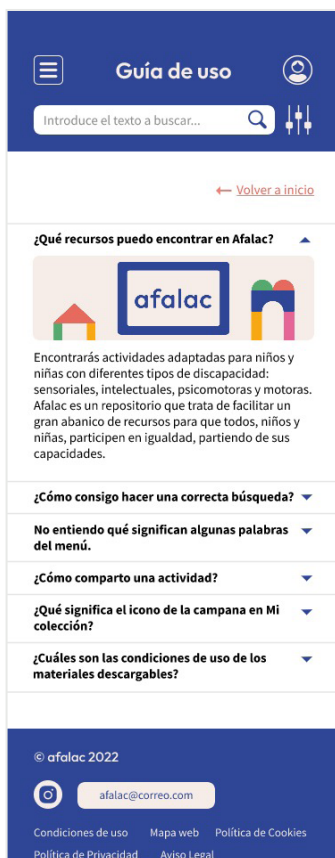 Guía de uso
Introduce el texto a buscar...
← Volver a inicio
¿Qué recursos puedo encontrar en Afalac?
afalac
Encontrarás actividades adaptadas para niños y
niñas con diferentes tipos de discapacidad:
sensoriales, intelectuales, psicomotoras y motoras.
Afalac es un repositorio que trata de facilitar un
gran abanico de recursos para que todos, niños y
niñas, participen en igualdad, partiendo de sus
capacidades.
¿Cómo consigo hacer una correcta búsqueda?
No entiendo qué significan algunas palabras
del menú.
¿Cómo comparto una actividad?
¿Qué significa el icono de la campana en Mi
colección?
¿Cuáles son las condiciones de uso de los
materiales descargables?
© afalac 2022
afalac@correo.com
Condiciones de uso Mapa web Política de Cookies
Política de Privacidad Aviso Legal